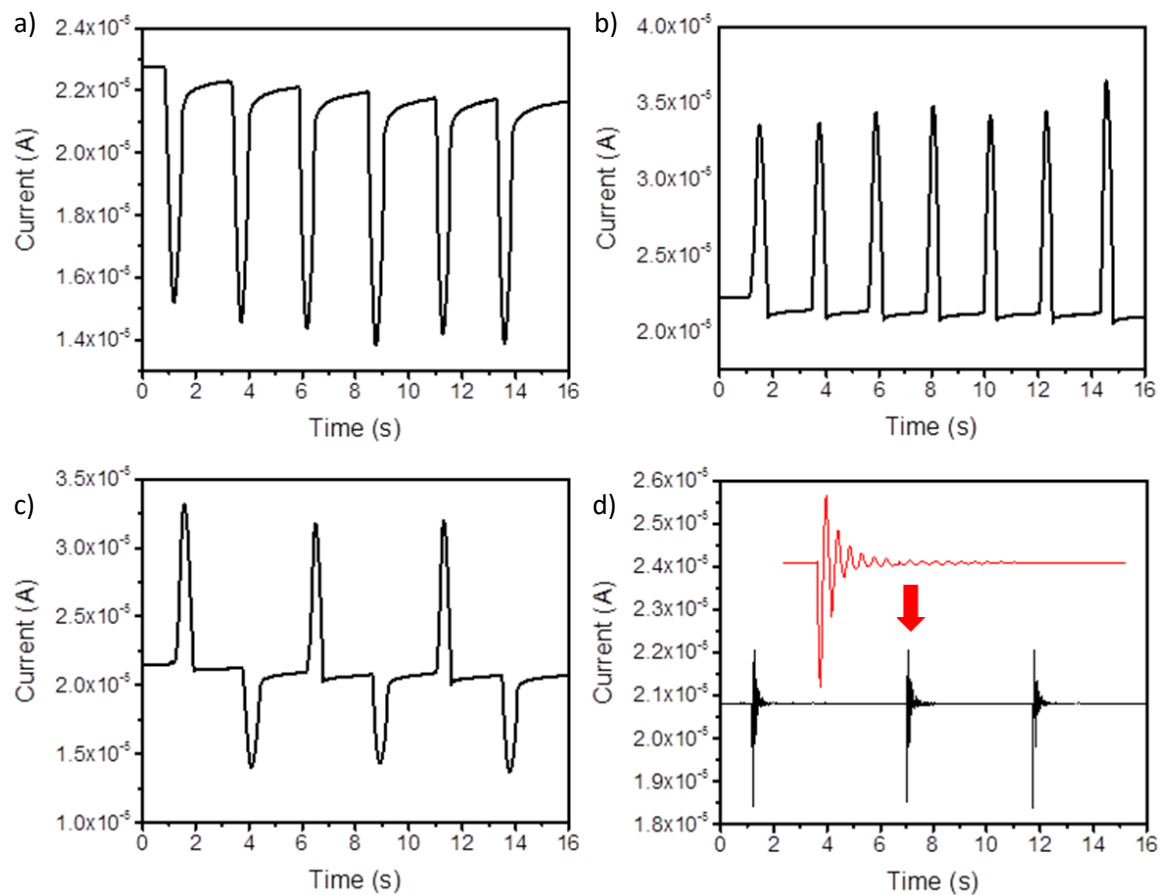 a)
2.4x10⁻⁵
2.2x10⁻⁵
2.0x10⁻⁵
1.8x10⁻⁵
1.6x10⁻⁵
1.4x10⁻⁵
Current (A)
0 2 4 6 8 10 12 14 16
Time (s)
b)
4.0x10⁻⁵
3.5x10⁻⁵
3.0x10⁻⁵
2.5x10⁻⁵
2.0x10⁻⁵
Current (A)
0 2 4 6 8 10 12 14 16
Time (s)
c)
3.5x10⁻⁵
3.0x10⁻⁵
2.5x10⁻⁵
2.0x10⁻⁵
1.5x10⁻⁵
1.0x10⁻⁵
Current (A)
0 2 4 6 8 10 12 14 16
Time (s)
d)
2.6x10⁻⁵
2.5x10⁻⁵
2.4x10⁻⁵
2.3x10⁻⁵
2.2x10⁻⁵
2.1x10⁻⁵
2.0x10⁻⁵
1.9x10⁻⁵
1.8x10⁻⁵
Current (A)
0 2 4 6 8 10 12 14 16
Time (s)